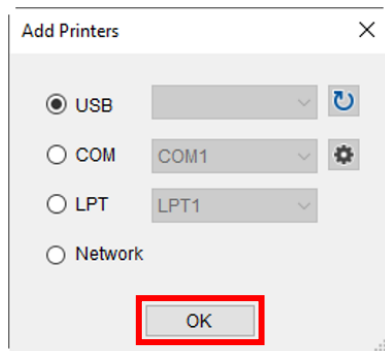 Add Printers
USB
COM COM1
LPT LPT1
Network
OK